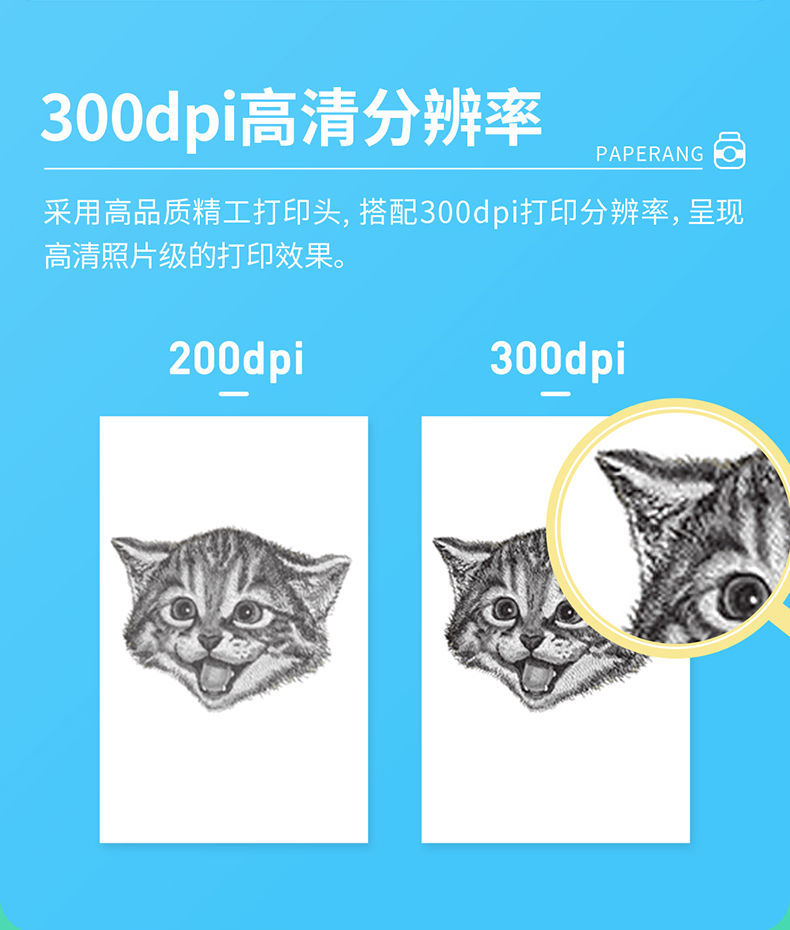 300dpi高清分辨率
PAPERANG
采用高品质精工打印头, 搭配300dpi打印分辨率，呈现
高清照片级的打印效果。
200dpi
300dpi